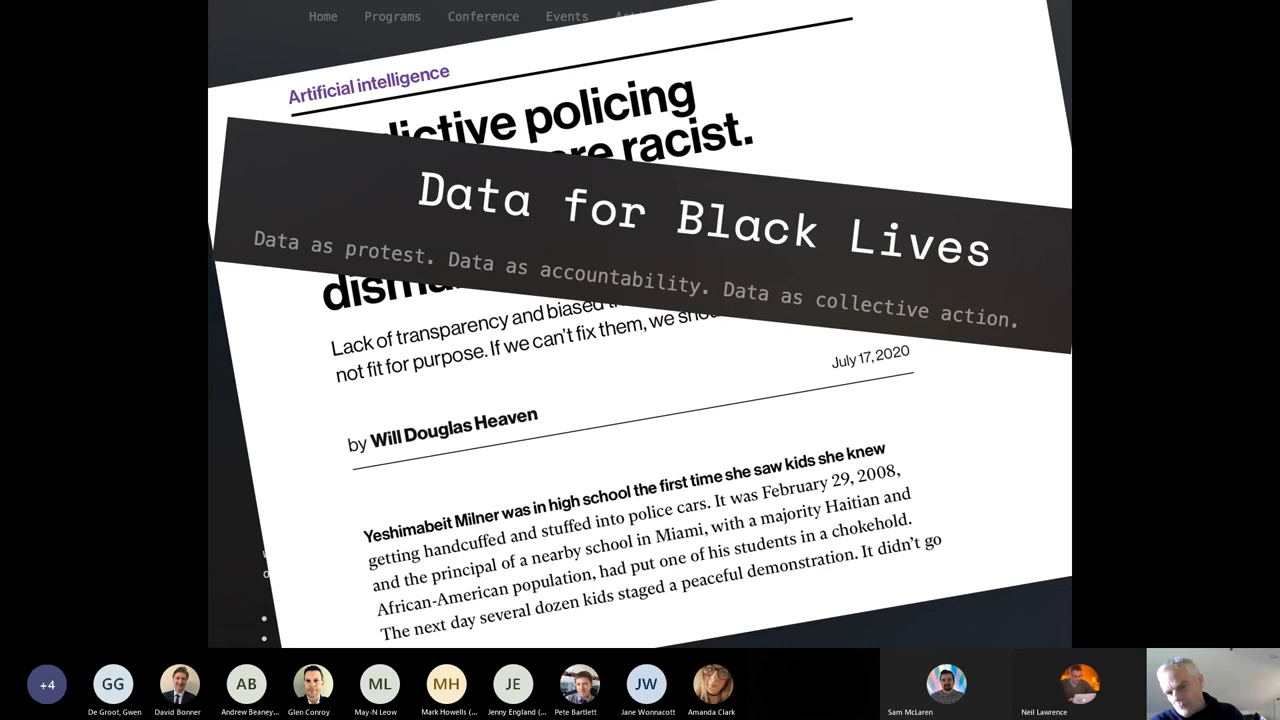 Home Programs Conference Events
Artificial intelligence
policing
racist.
Data for Black Lives
Data as protest. Data as accountability. Data as collective action.
Lack of transparency and biased
not fit for purpose. If we can't fix them, we
July 17, 2020
by Will Douglas Heaven
Yeshimabeit Milner was in high school the first time she saw kids she knew
getting handcuffed and stuffed into police cars. It was February 29, 2008,
and the principal of a nearby school in Miami, with a majority Haitian and
African-American population, had put one of his students in a chokehold.
The next day several dozen kids staged a peaceful demonstration. It didn't go
+4
GG
AB
ML
MH
JE
JW
De Groot, Gwen
David Bonner
Andrew Beaney...
Glen Conroy
May-N Leow
Mark Howells (...
Jenny England (...
Pete Bartlett
Jane Wonnacott
Amanda Clark
Sam McLaren
Neil Lawrence